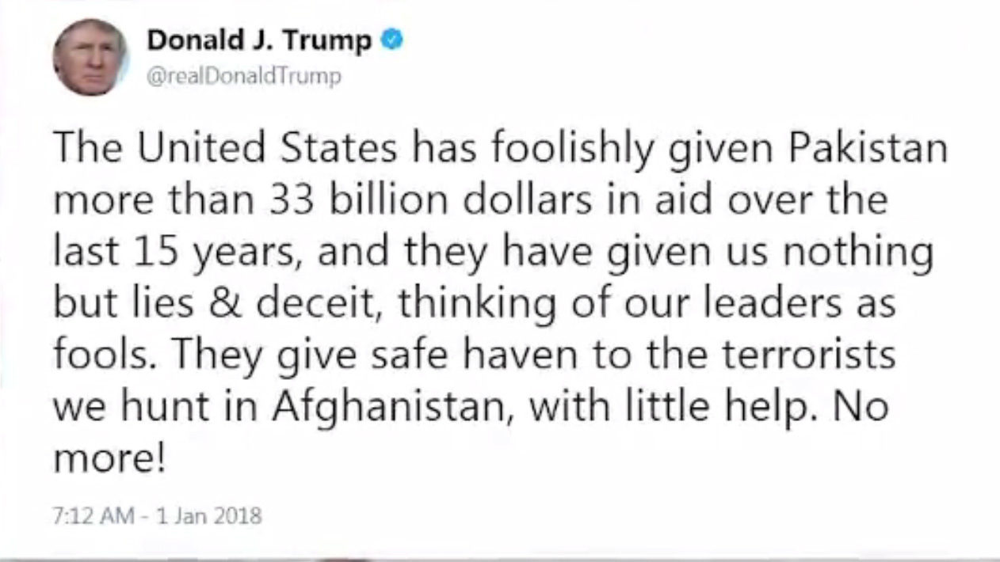 Donald J. Trump
@realDonaldTrump
The United States has foolishly given Pakistan
more than 33 billion dollars in aid over the
last 15 years, and they have given us nothing
but lies & deceit, thinking of our leaders as
fools. They give safe haven to the terrorists
we hunt in Afghanistan, with little help. No
more!
7:12 AM - 1 Jan 2018